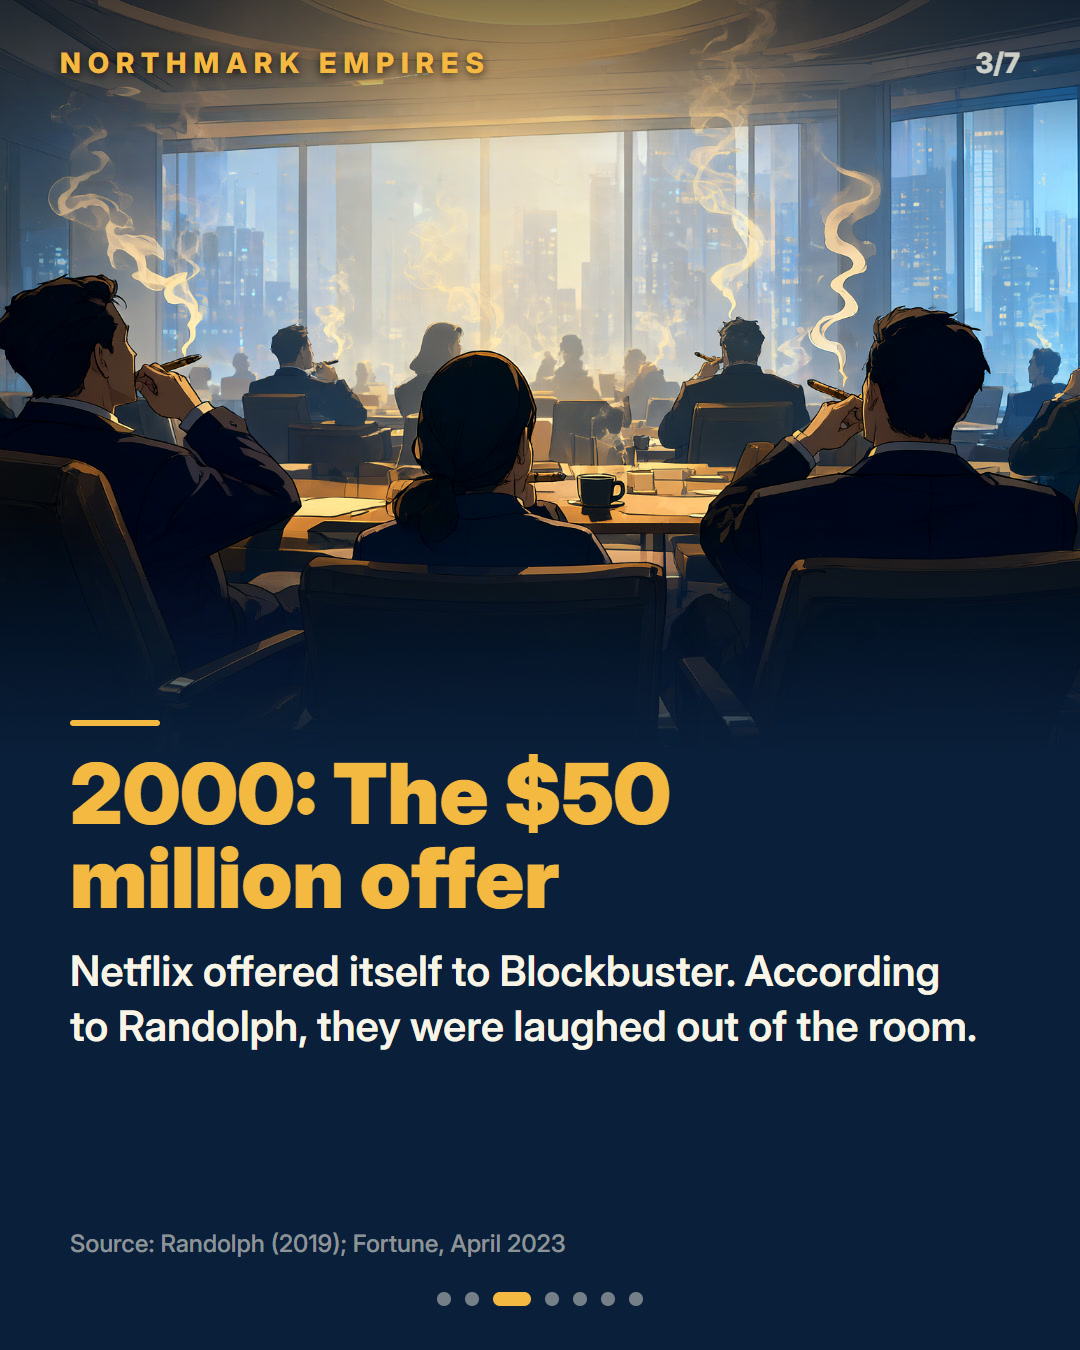 NORTHMARK EMPIRES
3/7
2000: The $50
million offer
Netflix offered itself to Blockbuster. According
to Randolph, they were laughed out of the room.
Source: Randolph (2019); Fortune, April 2023